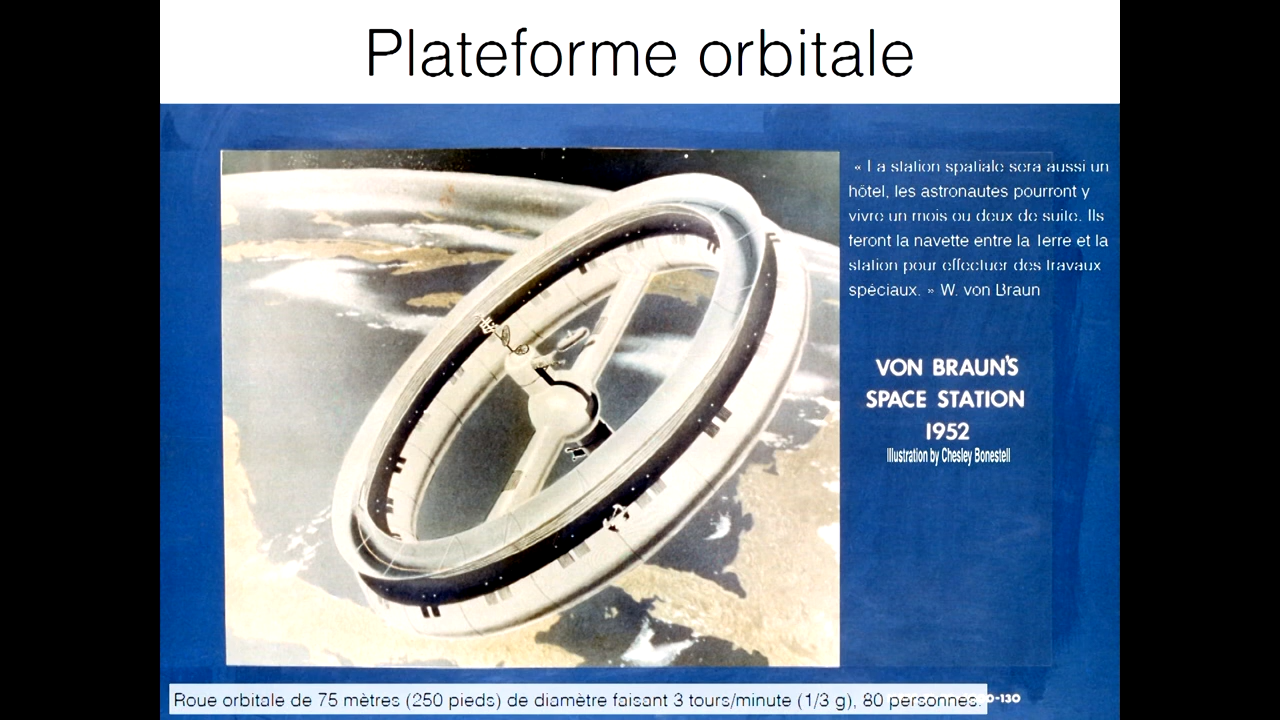 Plateforme orbitale
« La station spatiale sera aussi un
hôtel, les astronautes pourront y
vivre un mois ou deux de suite. Ils
feront la navette entre la Terre et la
station pour effectuer des travaux
spéciaux. » W. von Braun
VON BRAUN'S
SPACE STATION
1952
Illustration by Chesley Bonestell
Roue orbitale de 75 mètres (250 pieds) de diamètre faisant 3 tours/minute (1/3 g), 80 personnes.